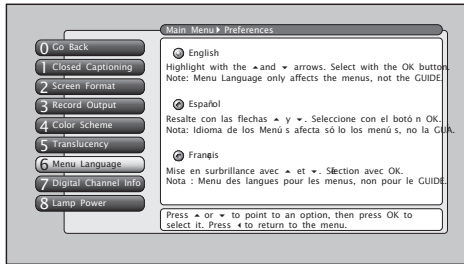 Main Menu ▸ Preferences
0 Go Back
1 Closed Captioning
2 Screen Format
3 Record Output
4 Color Scheme
5 Translucency
6 Menu Language
7 Digital Channel Info
8 Lamp Power
English
Highlight with the ▲ and ▼ arrows. Select with the OK button.
Note: Menu Language only affects the menus, not the GUIDE.
Español
Resalte con las flechas ▲ y ▼. Seleccione con el botó n OK.
Nota: Idioma de los Menú s afecta só lo los menú s, no la GUA.
Français
Mise en surbrillance avec ▲ et ▼. Section avec OK.
Nota : Menu des langues pour les menus, non pour le GUIDE.
Press ▲ or ▼ to point to an option, then press OK to
select it. Press ◂ to return to the menu.